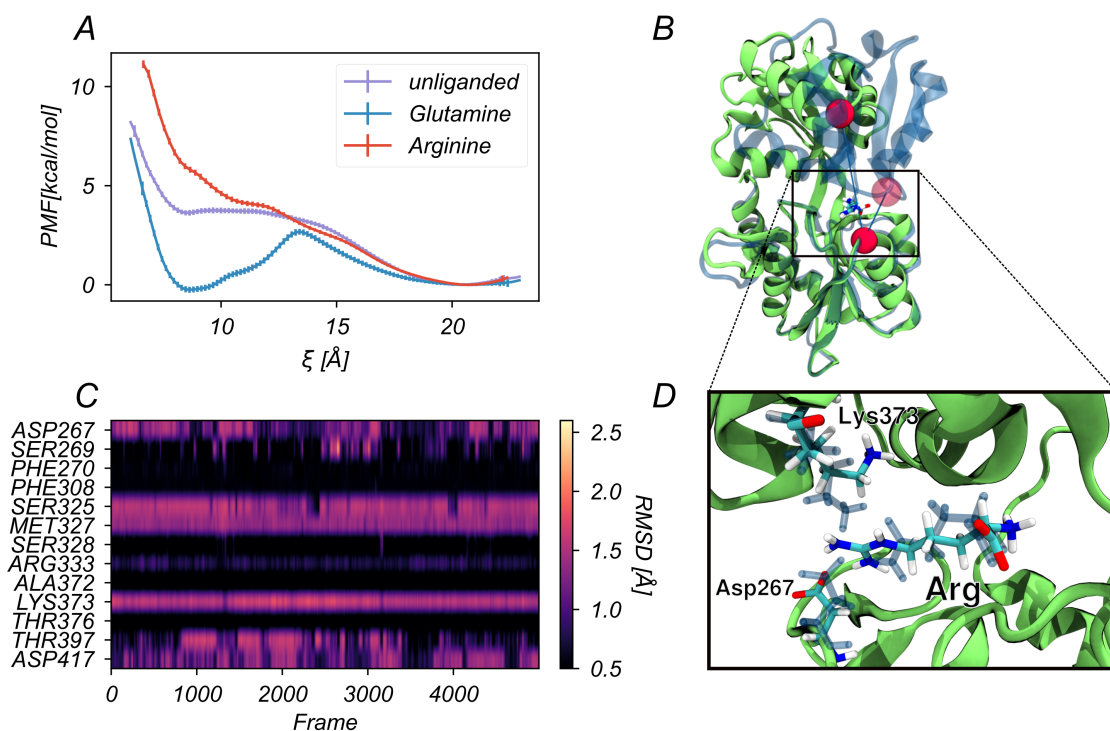 A
PMF[kcal/mol]
10
5
0
unliganded
Glutamine
Arginine
10
15
20
ξ [Å]
B
C
ASP267
SER269
PHE270
PHE308
SER325
MET327
SER328
ARG333
ALA372
LYS373
THR376
THR397
ASP417
0
1000
2000
3000
4000
Frame
2.5
2.0
1.5
1.0
0.5
RMSD [Å]
D
Lys373
Asp267
Arg